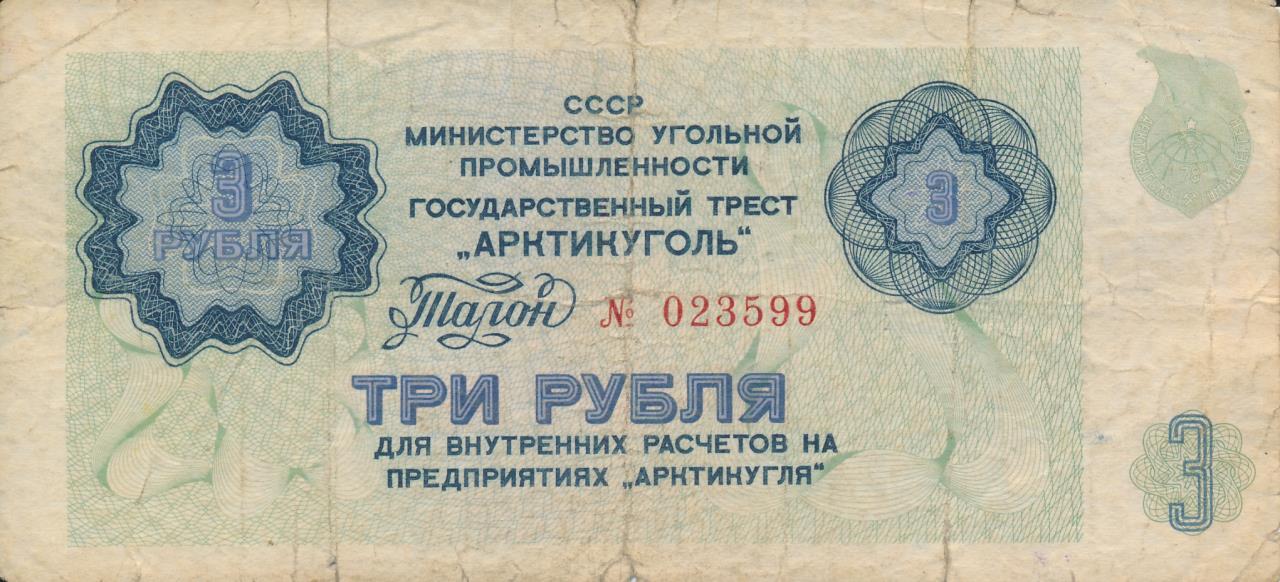 СССР
МИНИСТЕРСТВО УГОЛЬНОЙ
ПРОМЫШЛЕННОСТИ
ГОСУДАРСТВЕННЫЙ ТРЕСТ
„АРКТИКУГОЛЬ“
3
РУБЛЯ
3
Талон № 023599
ТРИ РУБЛЯ
ДЛЯ ВНУТРЕННИХ РАСЧЕТОВ НА
ПРЕДПРИЯТИЯХ „АРКТИКУГЛЯ“
3